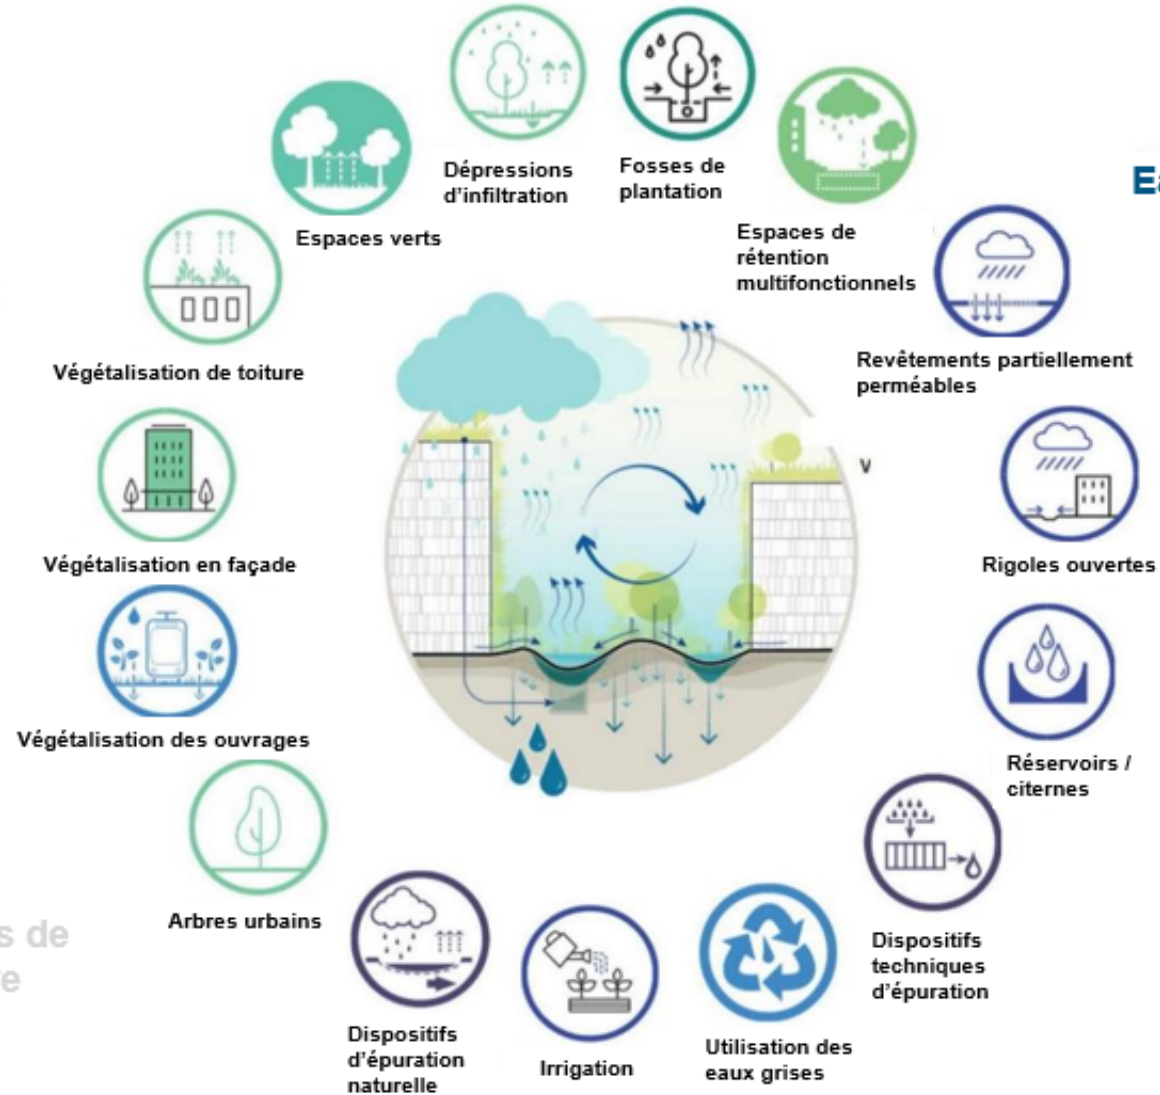 Dépressions
d'infiltration
Fosses de
plantation
Ea
Espaces verts
Espaces de
rétention
multifonctionnels
Végétalisation de toiture
Revêtements partiellement
perméables
v
Végétalisation en façade
Rigoles ouvertes
Végétalisation des ouvrages
Réservoirs /
citernes
Arbres urbains
s de
e
Dispositifs
techniques
d'épuration
Dispositifs
d'épuration
naturelle
Irrigation
Utilisation des
eaux grises